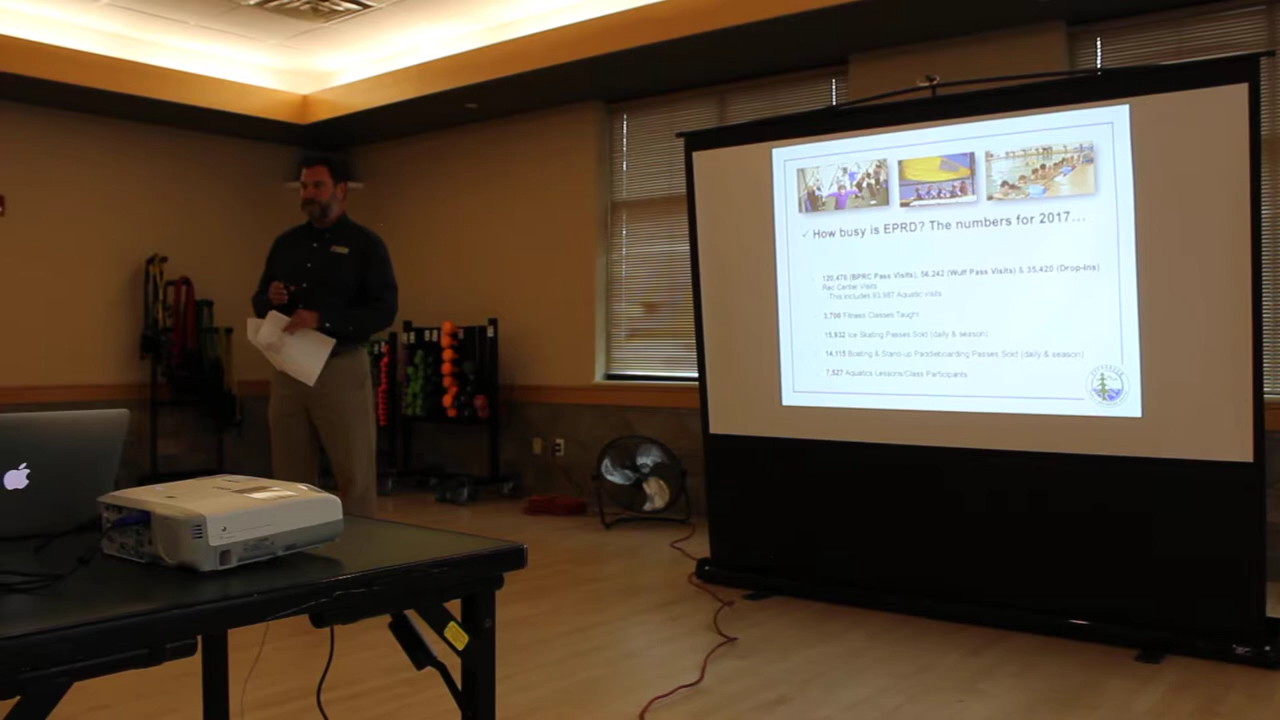 ✓ How busy is EPRD? The numbers for 2017…
120,478 (BPRC Pass Visits), 56,242 (Wulf Pass Visits) & 35,420 (Drop-Ins)
Rec Center Visits
This includes 93,987 Aquatic visits
3,700 Fitness Classes Taught
15,832 Ice Skating Passes Sold (daily & season)
14,115 Boating & Stand-up Paddleboarding Passes Sold (daily & season)
7,527 Aquatics Lessons/Class Participants